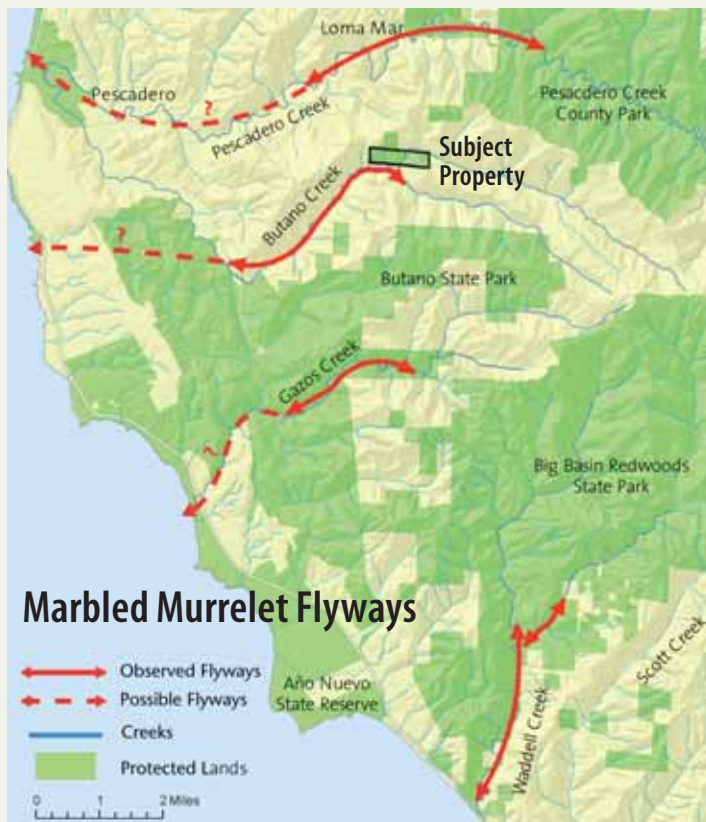 Loma Mar
Pescadero
?
Pescadero Creek
Pesacdero Creek
County Park
Subject
Property
Butano Creek
?
Butano State Park
Gazos Creek
?
Big Basin Redwoods
State Park
Marbled Murrelet Flyways
Observed Flyways
Possible Flyways
Creeks
Protected Lands
0 1 2 Miles
Año Nuevo
State Reserve
Waddell Creek
Scott Creek